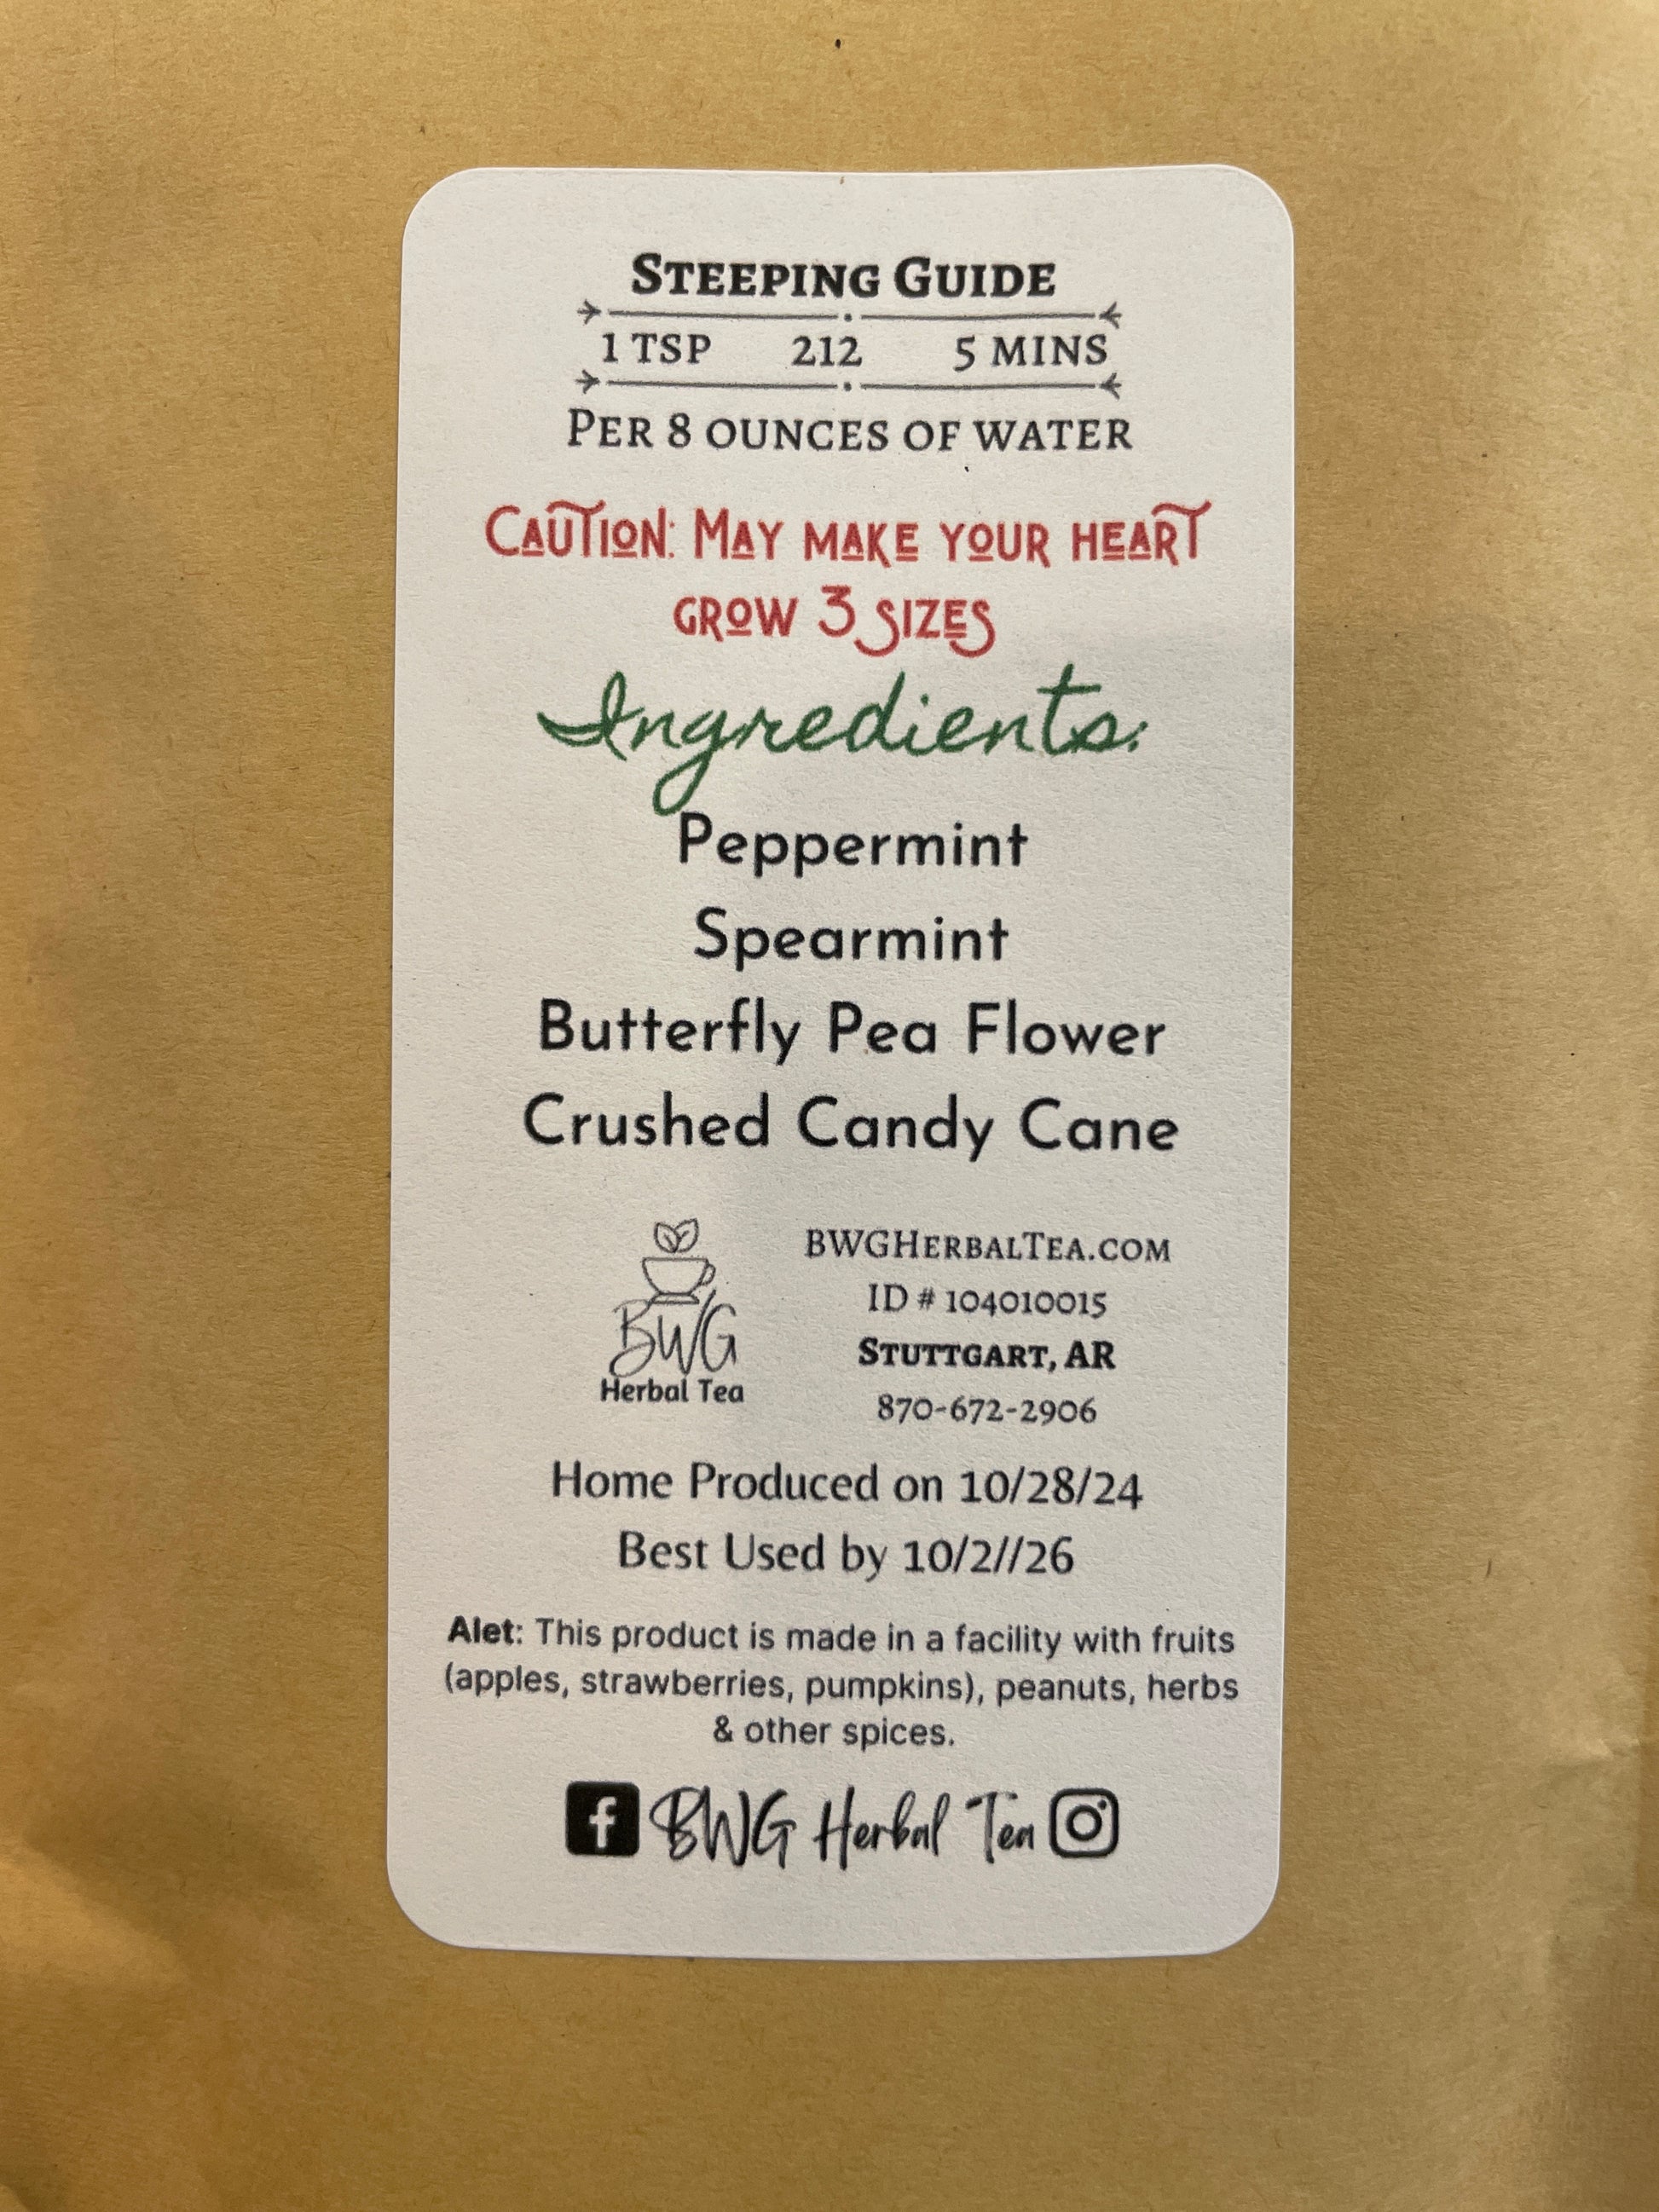 Steeping Guide
1 TSP 212 5 MINS
Per 8 ounces of water
Caution: May make your heart
grow 3 sizes
Ingredients:
Peppermint
Spearmint
Butterfly Pea Flower
Crushed Candy Cane
BWG
Herbal Tea
BWGHerbalTea.com
ID # 104010015
Stuttgart, AR
870-672-2906
Home Produced on 10/28/24
Best Used by 10/2//26
Alet: This product is made in a facility with fruits
(apples, strawberries, pumpkins), peanuts, herbs
& other spices.
f BWG Herbal Tea